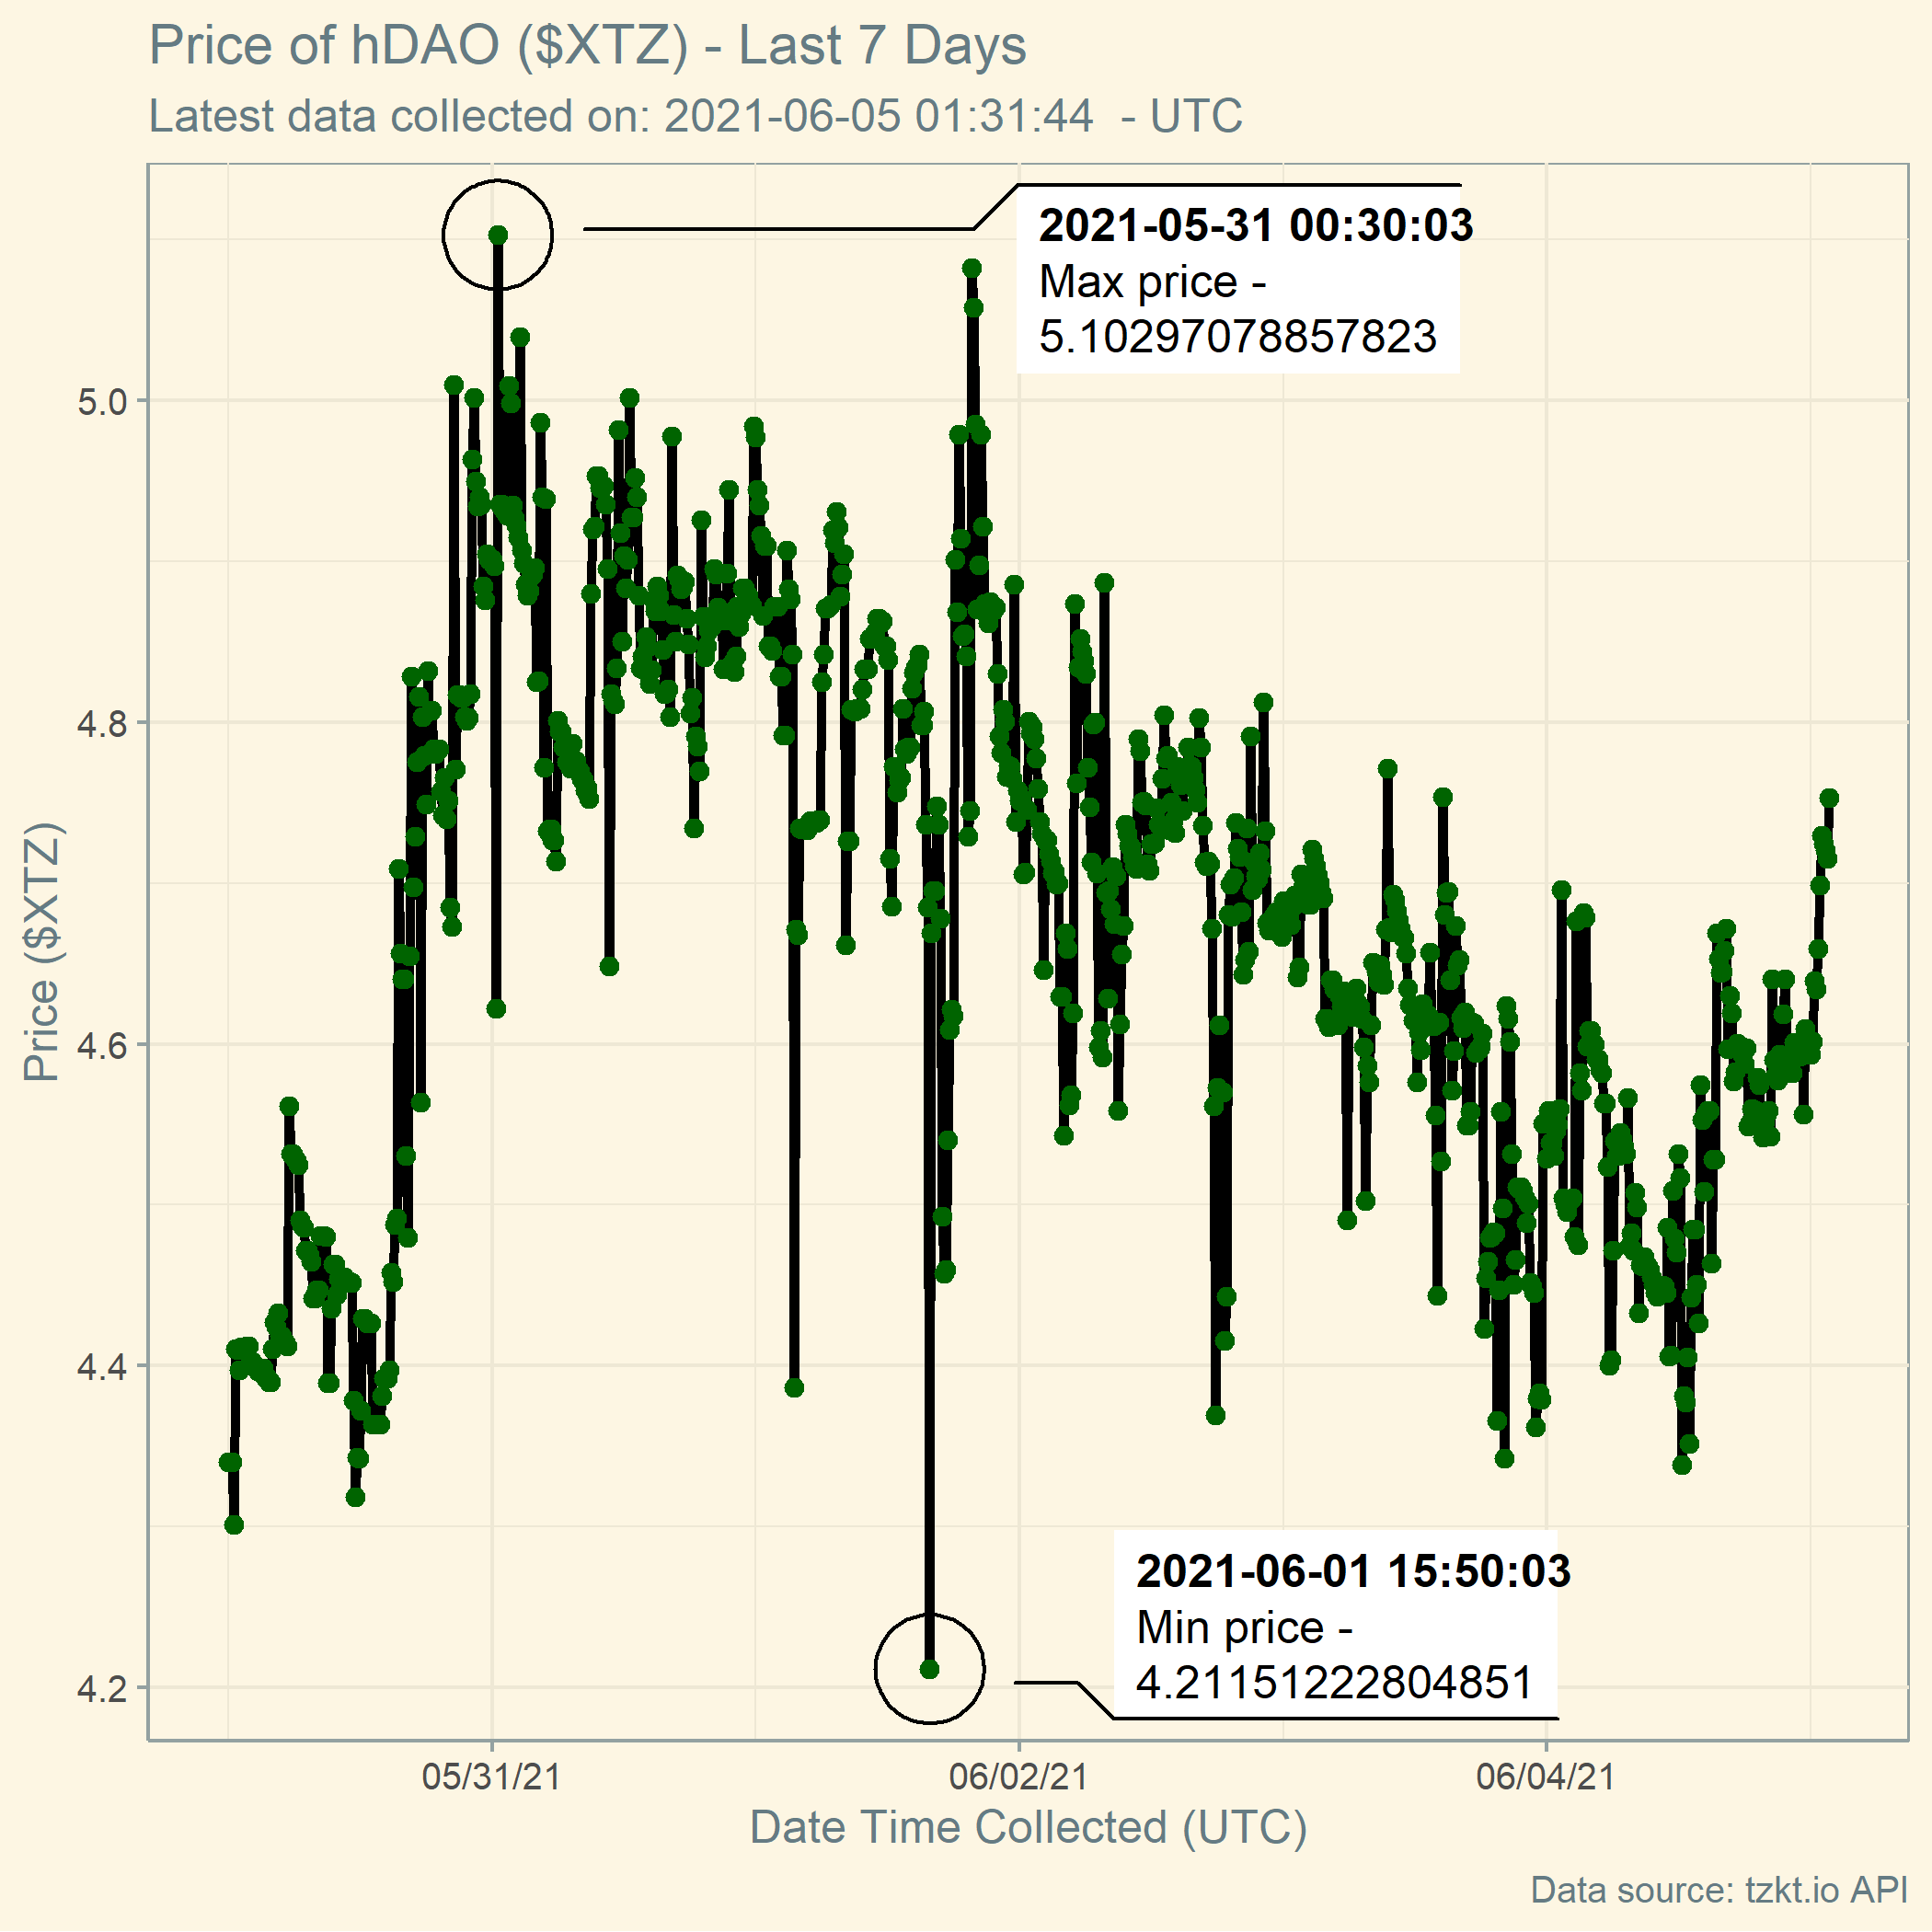 Price of hDAO ($XTZ) - Last 7 Days
Latest data collected on: 2021-06-05 01:31:44  - UTC
2021-05-31 00:30:03
Max price -
5.10297078857823
5.0
4.8
4.6
4.4
4.2
Price ($XTZ)
2021-06-01 15:50:03
Min price -
4.21151222804851
05/31/21
06/02/21
06/04/21
Date Time Collected (UTC)
Data source: tzkt.io API